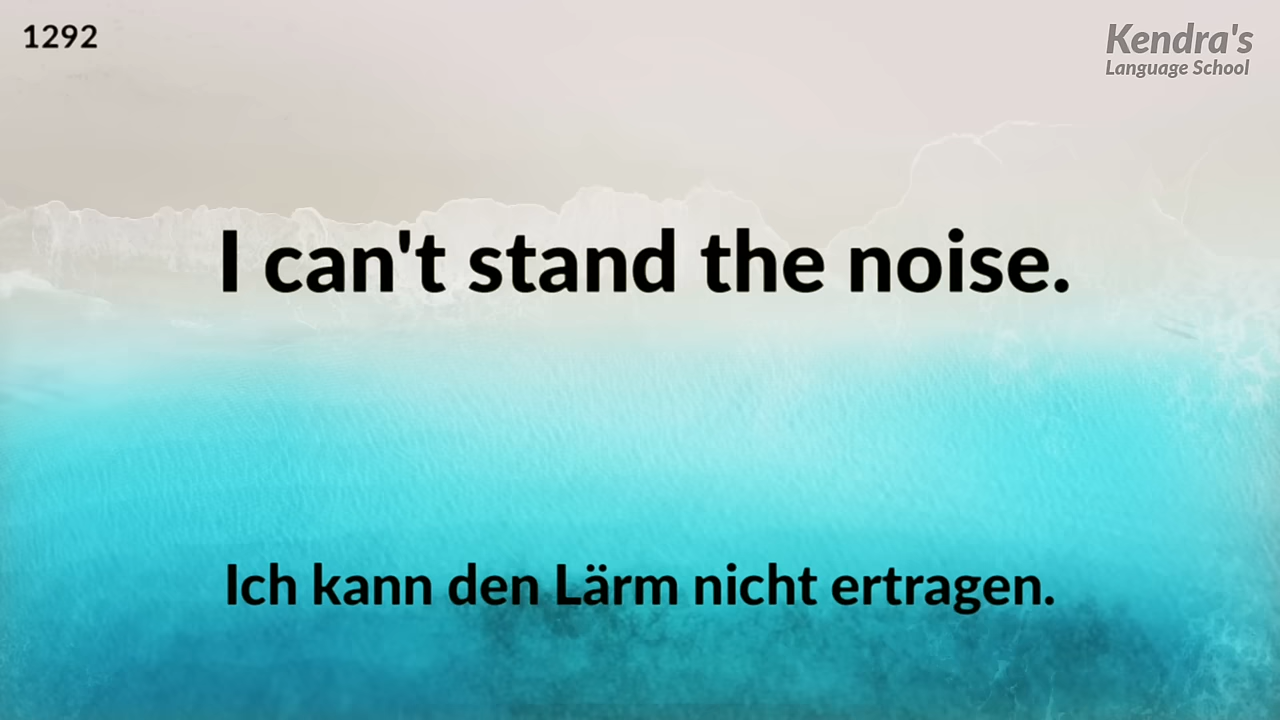 1292
Kendra's
Language School
I can't stand the noise.
Ich kann den Lärm nicht ertragen.